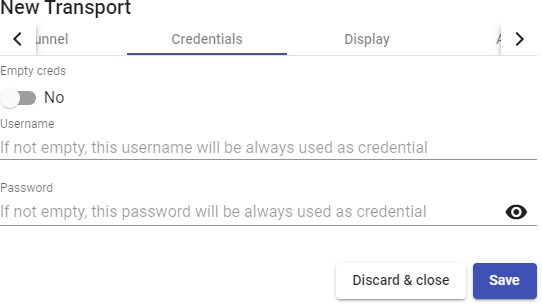 New Transport
unnel Credentials Display
Empty creds
No
Username
If not empty, this username will be always used as credential
Password
If not empty, this password will be always used as credential
Discard & close Save